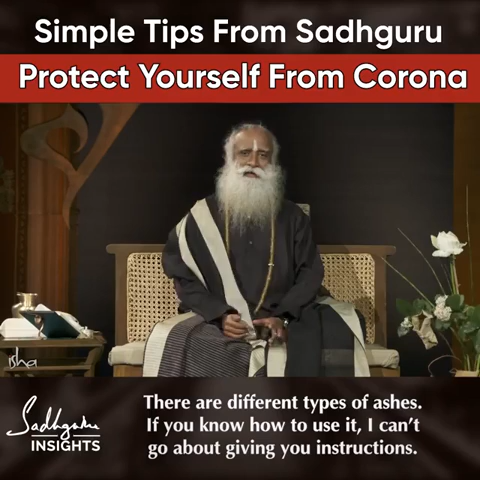 Simple Tips From Sadhguru
Protect Yourself From Corona
isha
Sadhguru
INSIGHTS
There are different types of ashes.
If you know how to use it, I can't
go about giving you instructions.